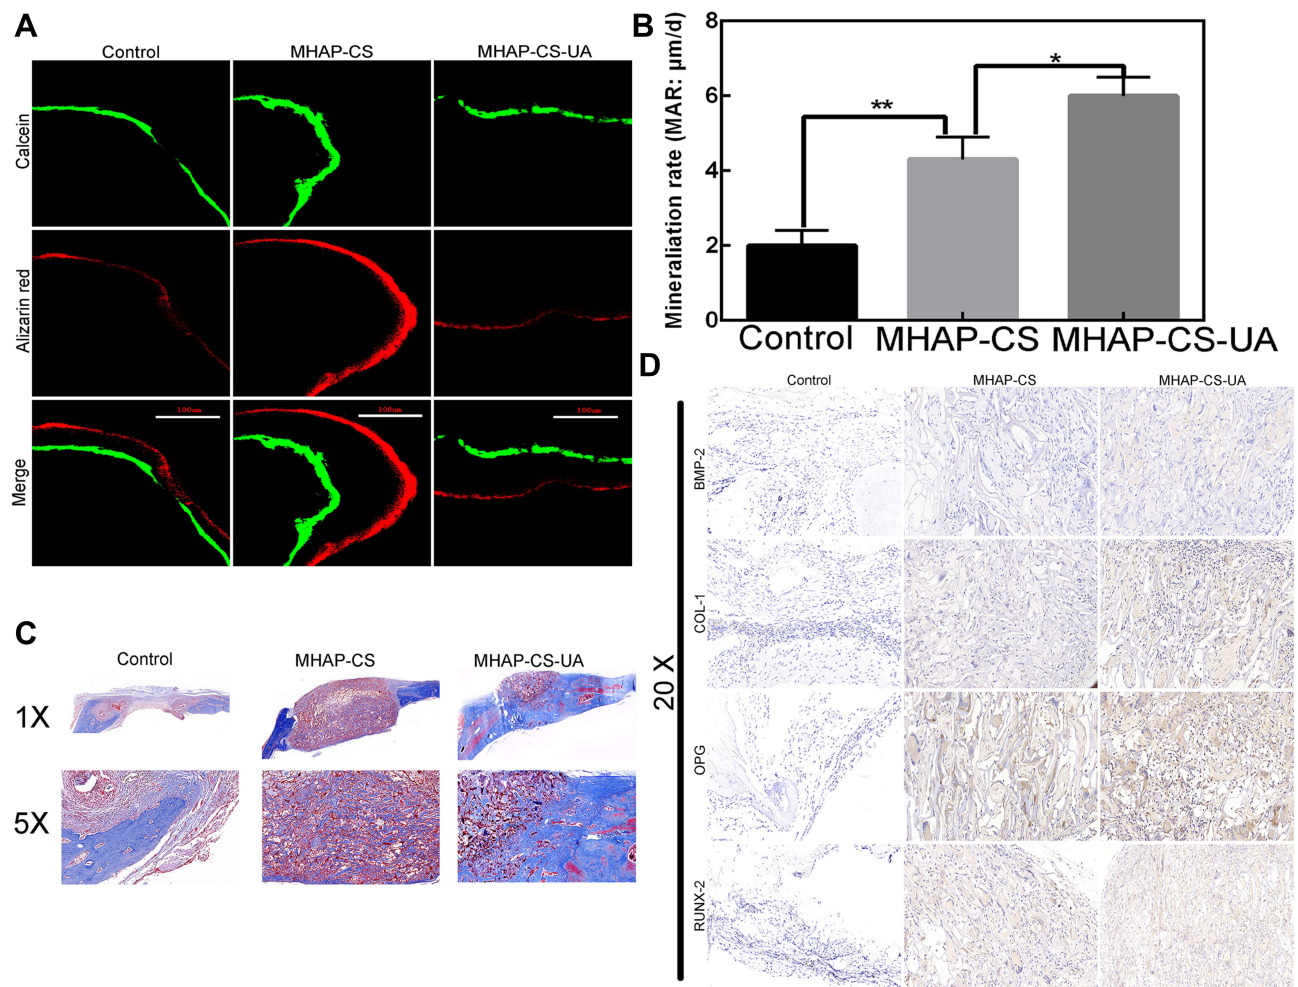 A
Control
MHAP-CS
MHAP-CS-UA
Calcein
Alizarin red
Merge
100um
100um
100um
B
Mineraliation rate (MAR: μm/d)
8
6
4
2
0
**
*
Control
MHAP-CS
MHAP-CS-UA
C
Control
MHAP-CS
MHAP-CS-UA
1X
5X
D
Control
MHAP-CS
MHAP-CS-UA
20 X
BMP-2
COL-1
OPG
RUNX-2